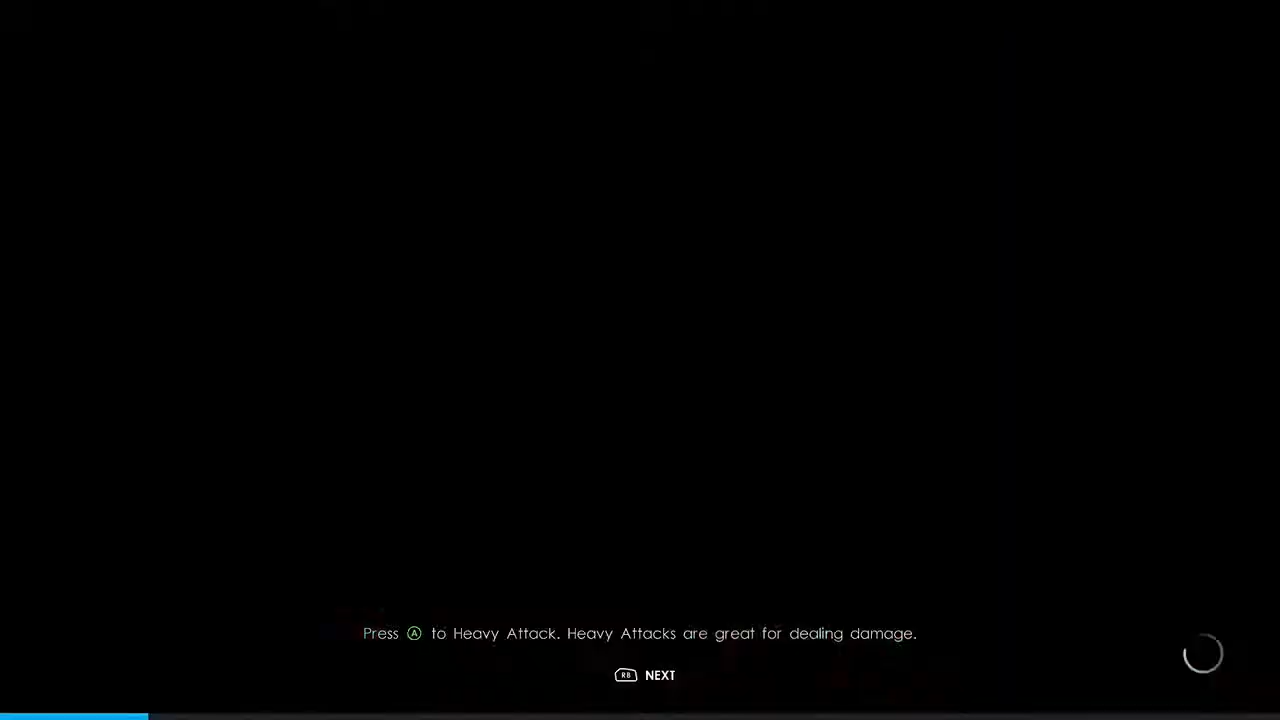 Press A to Heavy Attack. Heavy Attacks are great for dealing damage.
RB NEXT